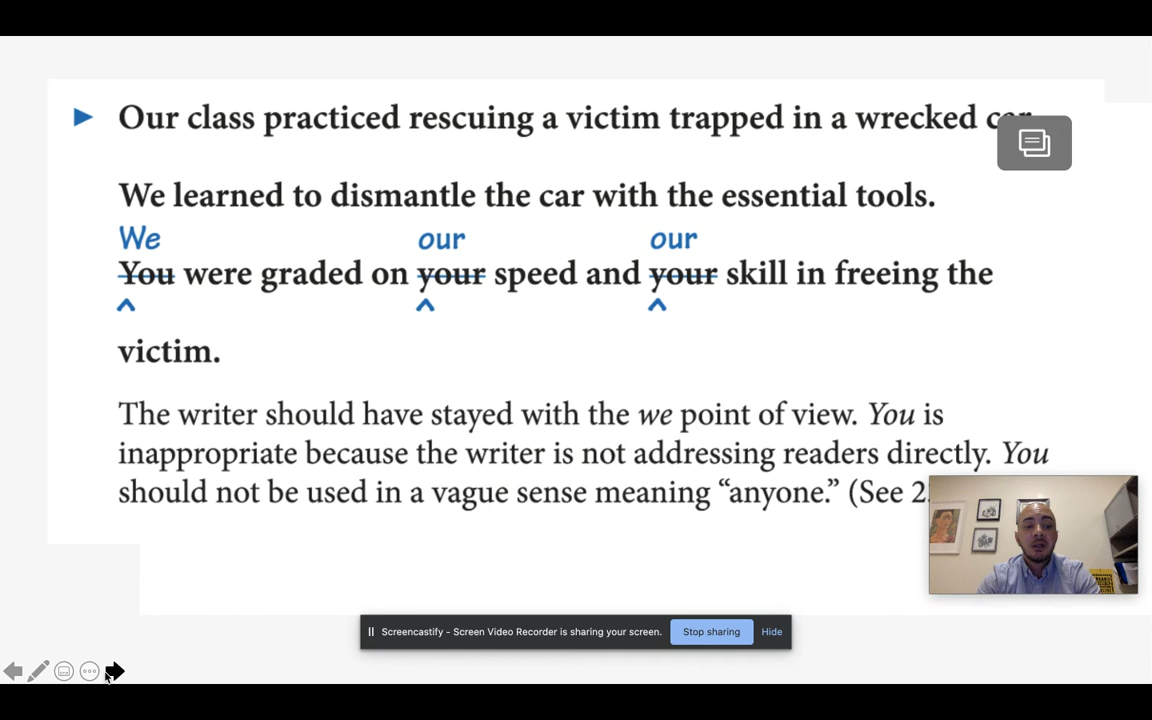 Our class practiced rescuing a victim trapped in a wrecked
We learned to dismantle the car with the essential tools.
We our our
You were graded on your speed and your skill in freeing the
victim.
The writer should have stayed with the we point of view. You is
inappropriate because the writer is not addressing readers directly. You
should not be used in a vague sense meaning “anyone.” (See
Screencastify - Screen Video Recorder is sharing your screen. Stop sharing Hide